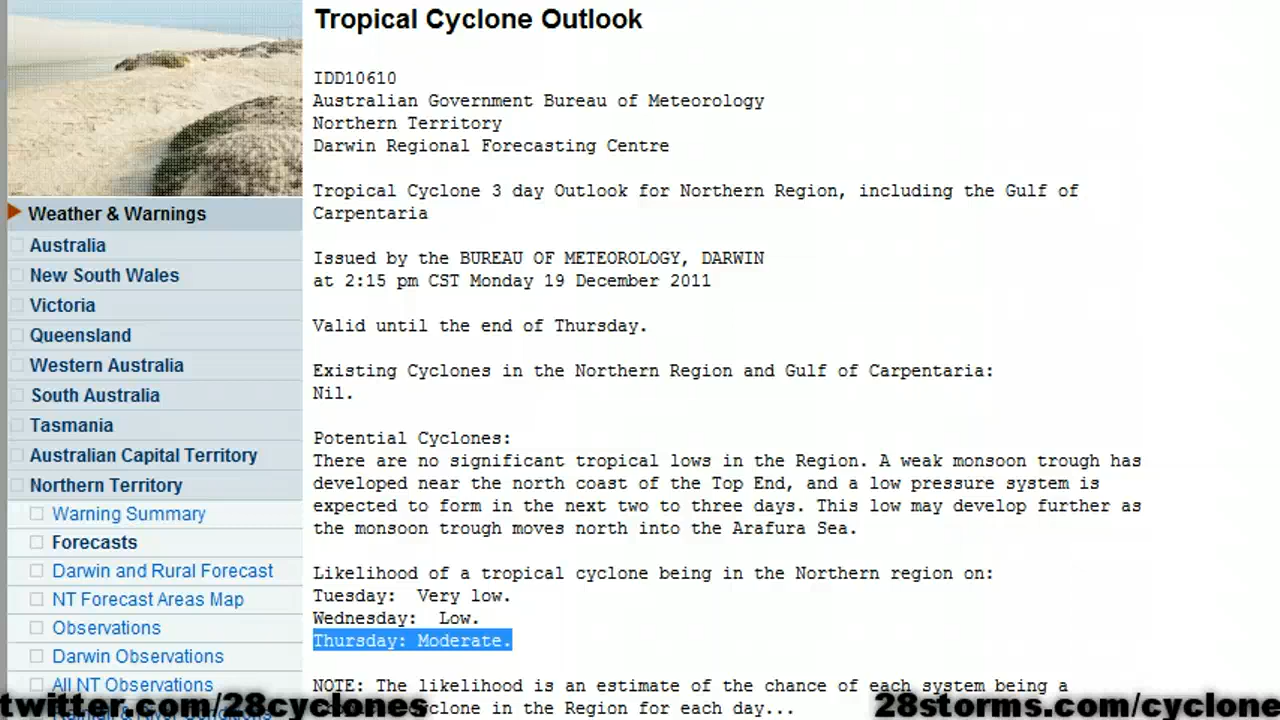 Tropical Cyclone Outlook
IDD10610
Australian Government Bureau of Meteorology
Northern Territory
Darwin Regional Forecasting Centre
Tropical Cyclone 3 day Outlook for Northern Region, including the Gulf of
Carpentaria
Issued by the BUREAU OF METEOROLOGY, DARWIN
at 2:15 pm CST Monday 19 December 2011
Valid until the end of Thursday.
Existing Cyclones in the Northern Region and Gulf of Carpentaria:
Nil.
Potential Cyclones:
There are no significant tropical lows in the Region. A weak monsoon trough has
developed near the north coast of the Top End, and a low pressure system is
expected to form in the next two to three days. This low may develop further as
the monsoon trough moves north into the Arafura Sea.
Likelihood of a tropical cyclone being in the Northern region on:
Tuesday: Very low.
Wednesday: Low.
Thursday: Moderate.
NOTE: The likelihood is an estimate of the chance of each system being a
in the Region for each day...
Weather & Warnings
Australia
New South Wales
Victoria
Queensland
Western Australia
South Australia
Tasmania
Australian Capital Territory
Northern Territory
Warning Summary
Forecasts
Darwin and Rural Forecast
NT Forecast Areas Map
Observations
Darwin Observations
All NT Observations
twitter.com/28cyclones
28storms.com/cyclone